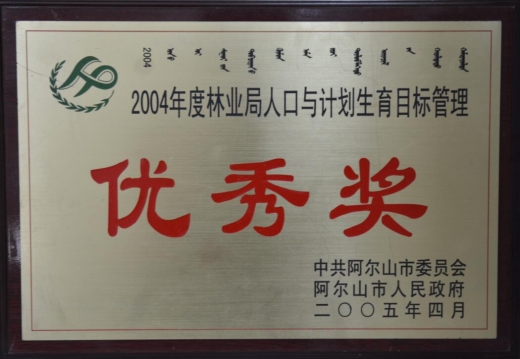 2004
2004年度林业局人口与计划生育目标管理
优秀奖
中共阿尔山市委员会
阿尔山市人民政府
二〇〇五年四月